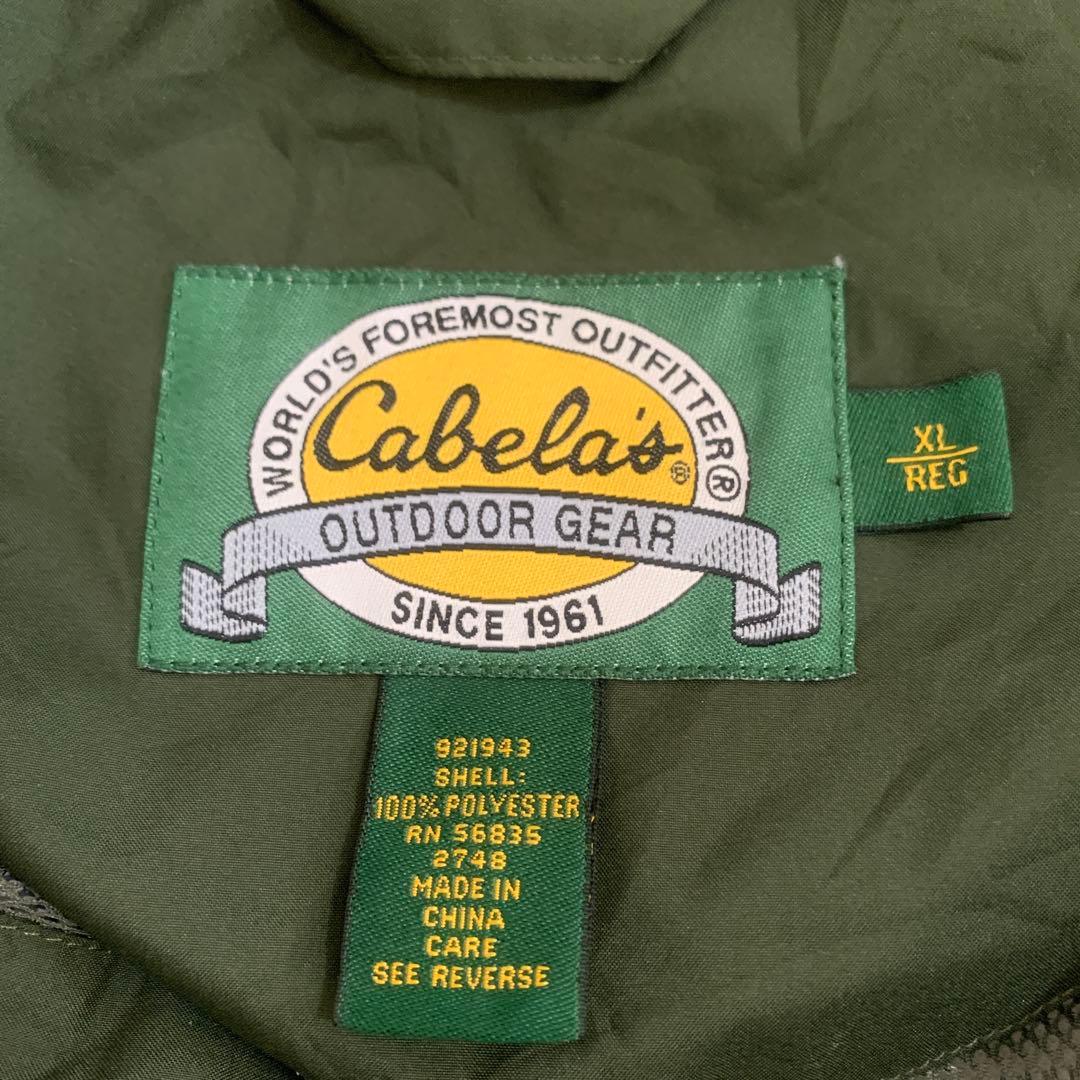 WORLD'S FOREMOST OUTFITTER®
Cabela's®
OUTDOOR GEAR
SINCE 1961
XL
REG
921943
SHELL:
100% POLYESTER
RN 56835
2748
MADE IN
CHINA
CARE
SEE REVERSE